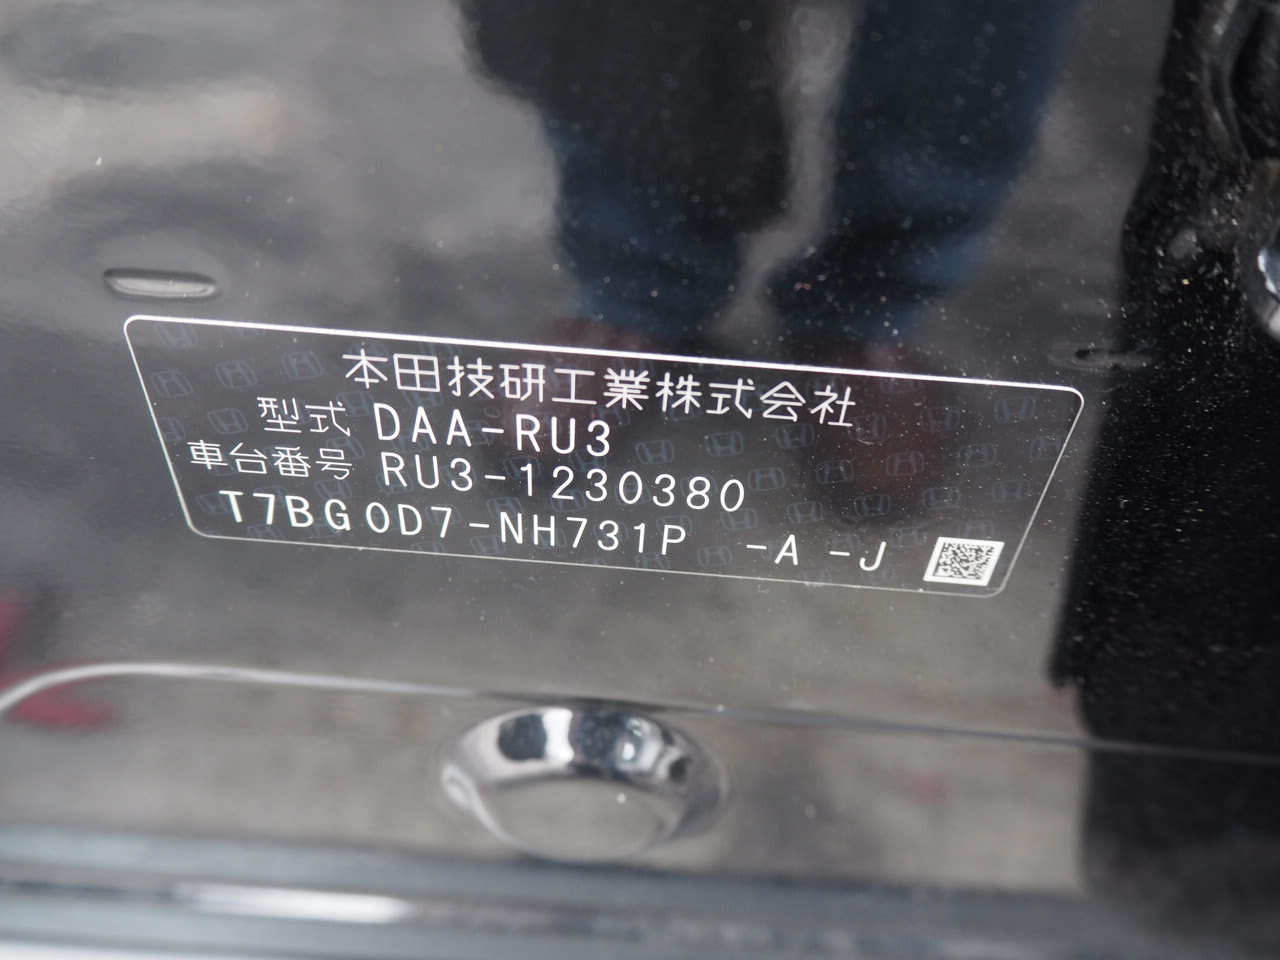 本田技研工業株式会社
型式 DAA-RU3
車台番号 RU3-1230380
T7BG0D7-NH731P -A -J